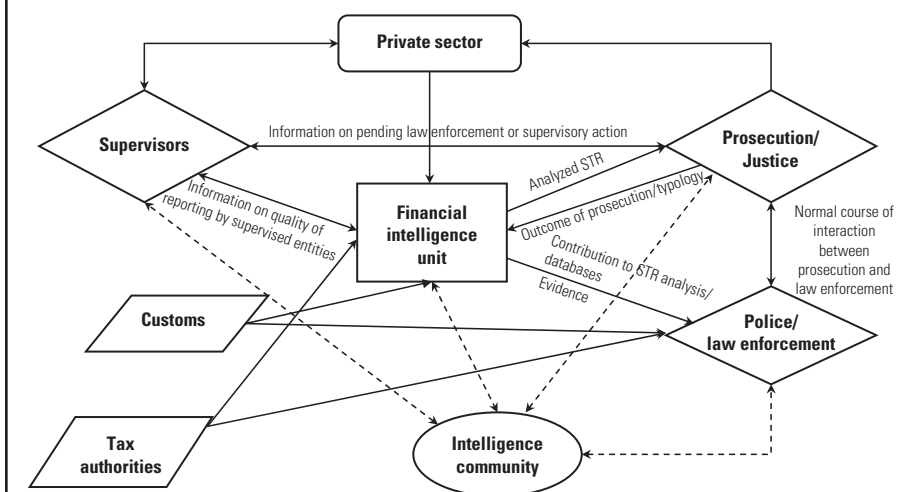 Private sector
Supervisors
Information on pending law enforcement or supervisory action
Prosecution/
Justice
Analyzed STR
Outcome of prosecution/typology
Information on quality of
reporting by supervised entities
Financial
intelligence
unit
Normal course of
interaction
between
prosecution and
law enforcement
Contribution to STR analysis/
databases
Evidence
Customs
Police/
law enforcement
Tax
authorities
Intelligence
community